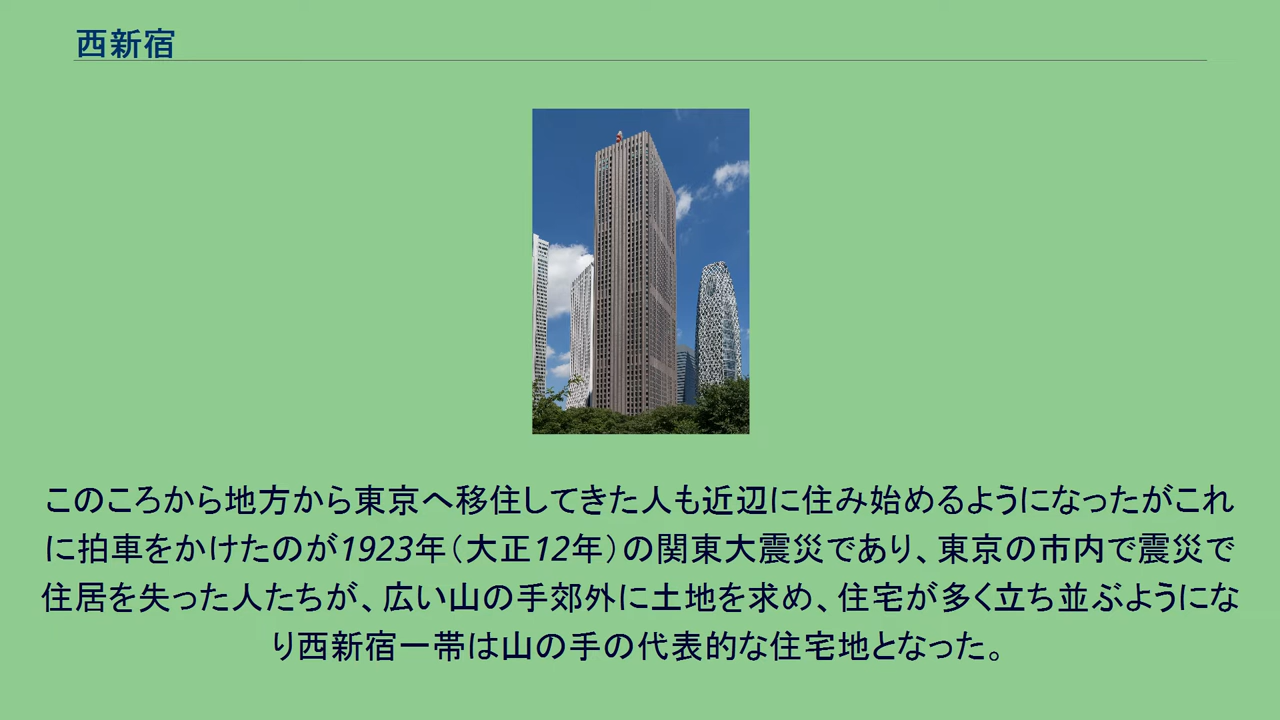 西新宿
このころから地方から東京へ移住してきた人も近辺に住み始めるようになったがこれ
に拍車をかけたのが1923年（大正12年）の関東大震災であり、東京の市内で震災で
住居を失った人たちが、広い山の手郊外に土地を求め、住宅が多く立ち並ぶようにな
り西新宿一帯は山の手の代表的な住宅地となった。